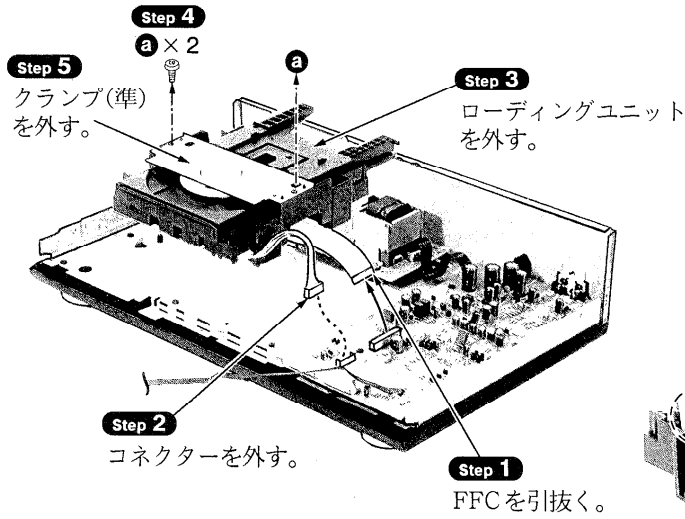 Step 4
a × 2
a
Step 5
クランプ(準)
を外す。
Step 3
ローディングユニット
を外す。
Step 2
コネクターを外す。
Step 1
FFCを引抜く。